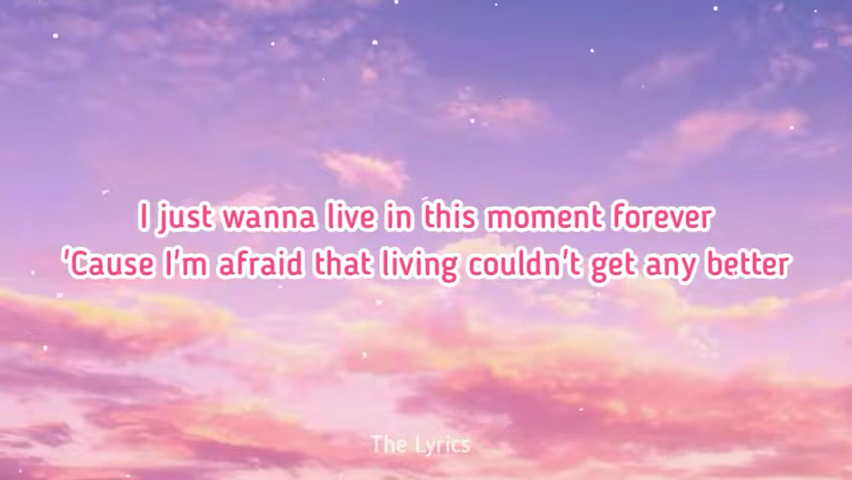 I just wanna live in this moment forever
'Cause I'm afraid that living couldn't get any better
The Lyrics